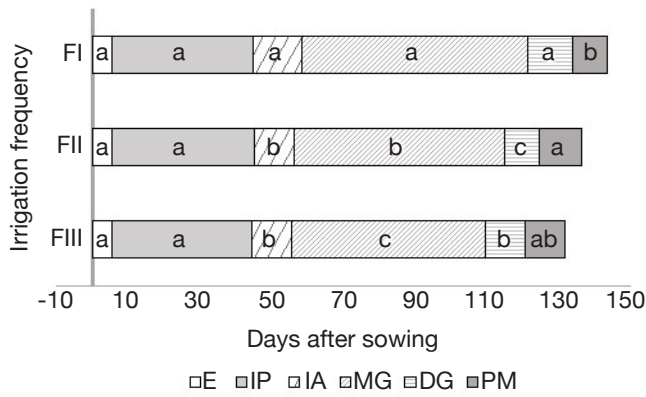 Irrigation frequency
FI a a a a a b
FII a a b b c a
FIII a a b c b ab
-10 10 30 50 70 90 110 130 150
Days after sowing
E IP IA MG DG PM